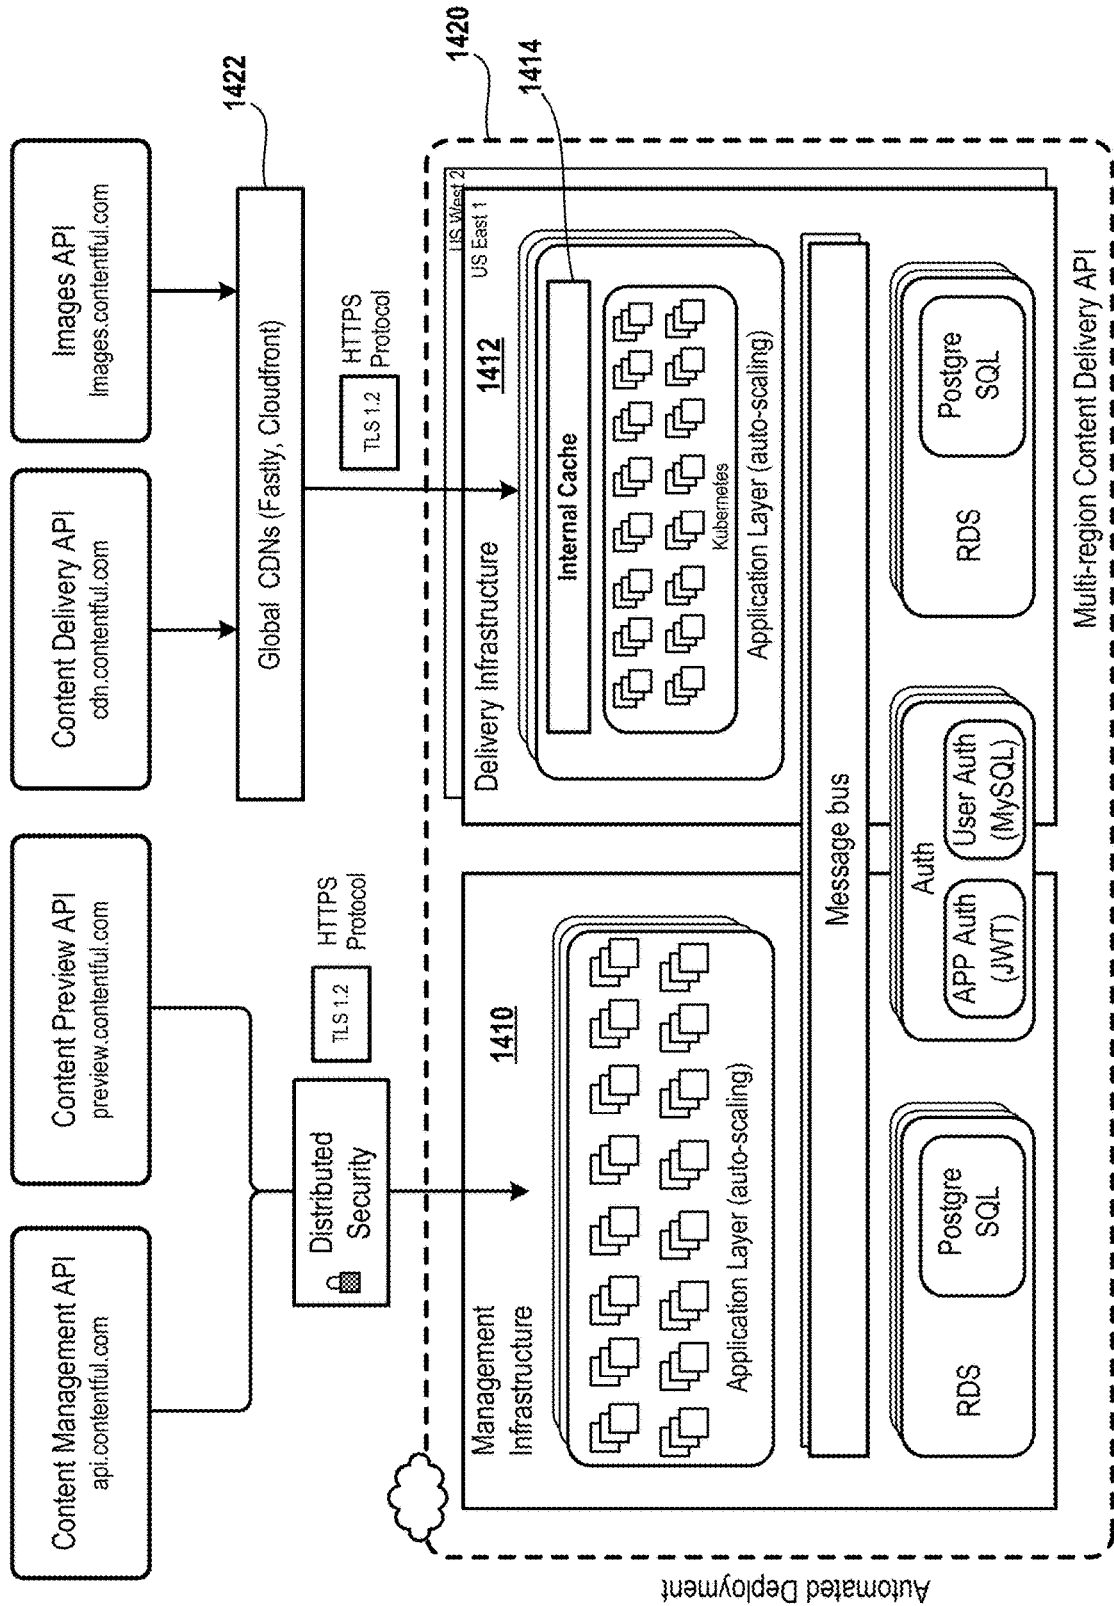 Content Management API
api.contentful.com
Content Preview API
preview.contentful.com
Content Delivery API
cdn.contentful.com
Images API
Images.contentful.com
Distributed
Security
TLS 1.2
HTTPS
Protocol
Global CDNs (Fastly, Cloudfront)
1422
TLS 1.2
HTTPS
Protocol
1420
1414
Automated Deployment
Management
Infrastructure
1410
Application Layer (auto-scaling)
US West 2
US East 1
Delivery Infrastructure
1412
Internal Cache
Kubernetes
Application Layer (auto-scaling)
Message bus
RDS
Postgre
SQL
Auth
APP Auth
(JWT)
User Auth
(MySQL)
RDS
Postgre
SQL
Multi-region Content Delivery API